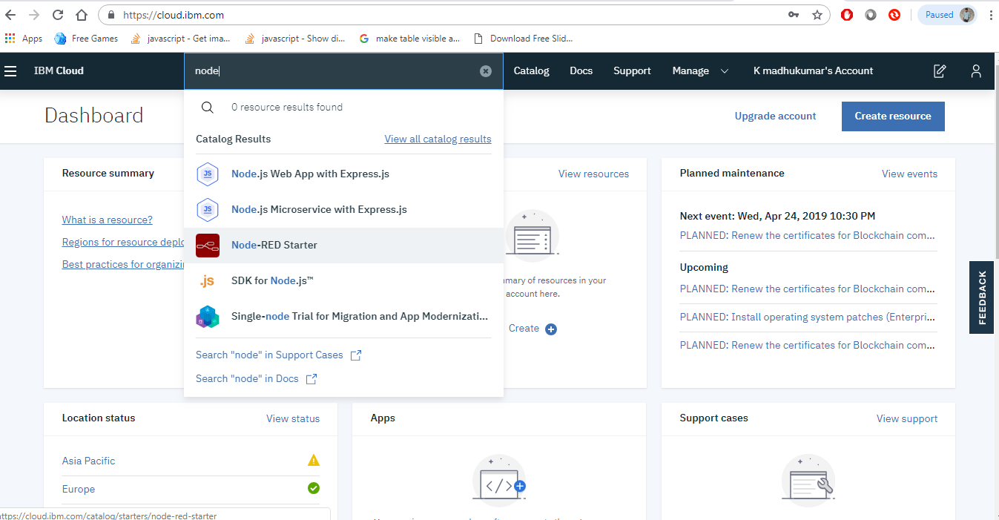 https://cloud.ibm.com
Paused
Apps
Free Games
javascript - Get ima...
javascript - Show di...
make table visible a...
Download Free Slid...
IBM Cloud
node
Catalog
Docs
Support
Manage
K madhukumar's Account
Dashboard
0 resource results found
Upgrade account
Create resource
Catalog Results
View all catalog results
Resource summary
Node.js Web App with Express.js
View resources
Planned maintenance
View events
What is a resource?
Node.js Microservice with Express.js
Next event: Wed, Apr 24, 2019 10:30 PM
PLANNED: Renew the certificates for Blockchain com...
Regions for resource deplo
Node-RED Starter
Best practices for organizi
Upcoming
.js
SDK for Node.js™
mary of resources in your
account here.
PLANNED: Renew the certificates for Blockchain com...
Single-node Trial for Migration and App Modernizati...
PLANNED: Install operating system patches (Enterpri...
Create
PLANNED: Renew the certificates for Blockchain com...
FEEDBACK
Search "node" in Support Cases
Search "node" in Docs
Location status
View status
Apps
Support cases
View support
Asia Pacific
Europe
</> 
ttps://cloud.ibm.com/catalog/starters/node-red-starter